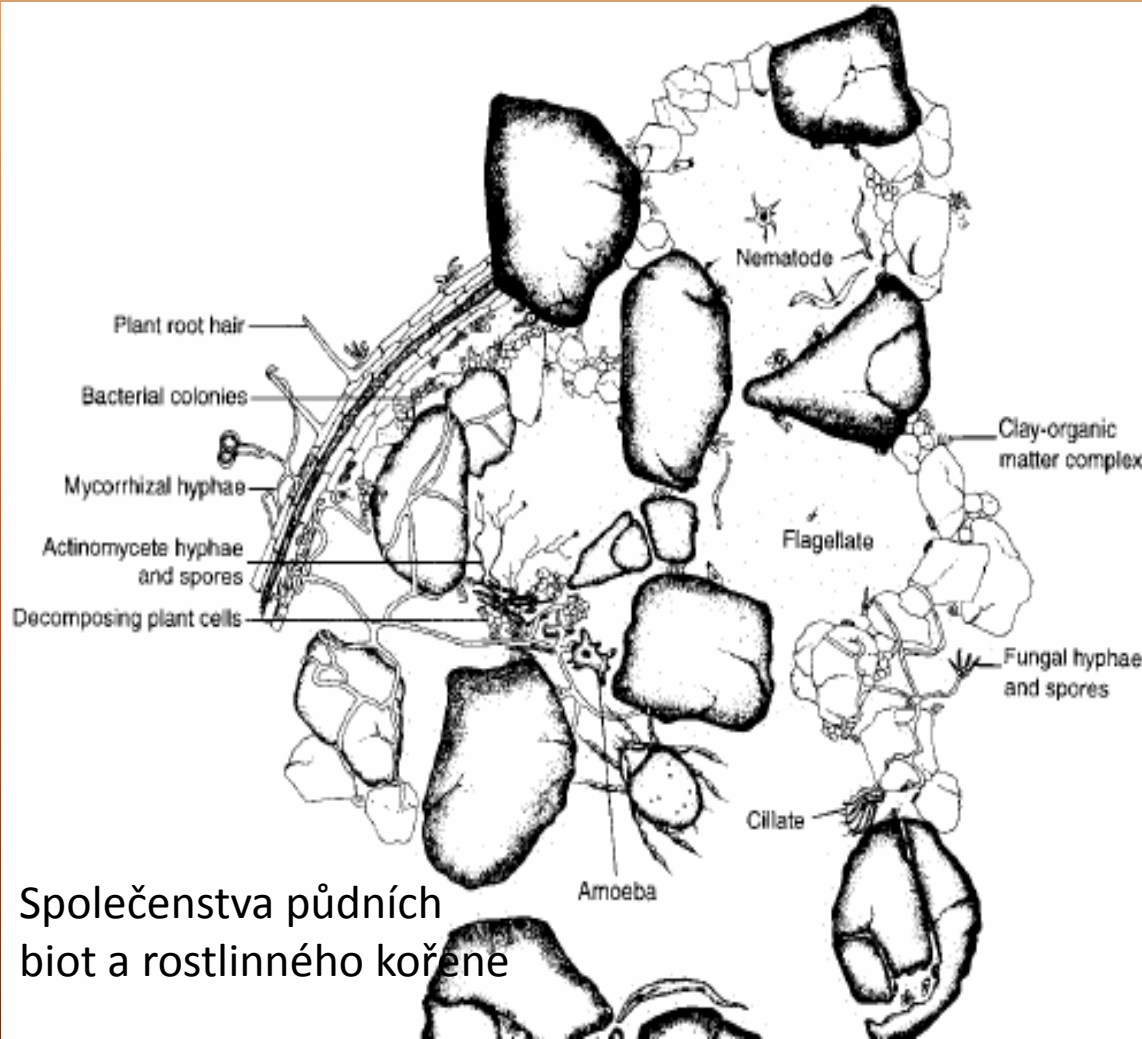 Nematode
Plant root hair
Bacterial colonies
Clay-organic
matter complex
Mycorrhizal hyphae
Flagellate
Actinomycete hyphae
and spores
Decomposing plant cells
Fungal hyphae
and spores
Cillate
Amoeba
Společenstva půdních
biot a rostlinného kořene